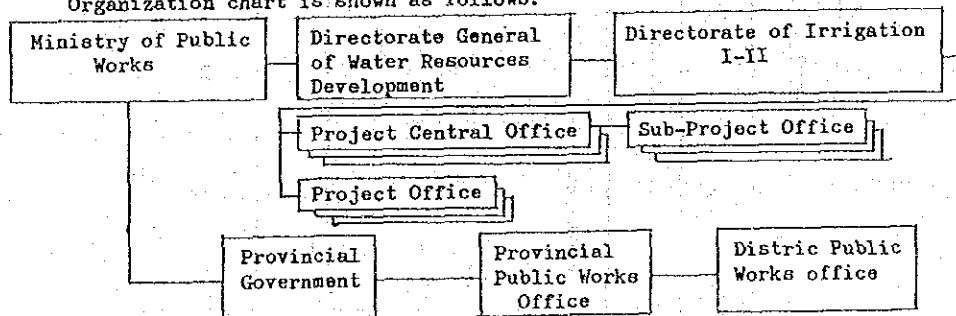 Organization chart is shown as follows:
Ministry of Public
Works
Directorate General
of Water Resources
Development
Directorate of Irrigation
I-II
Project Central Office
Sub-Project Office
Project Office
Provincial
Government
Provincial
Public Works
Office
Distric Public
Works office